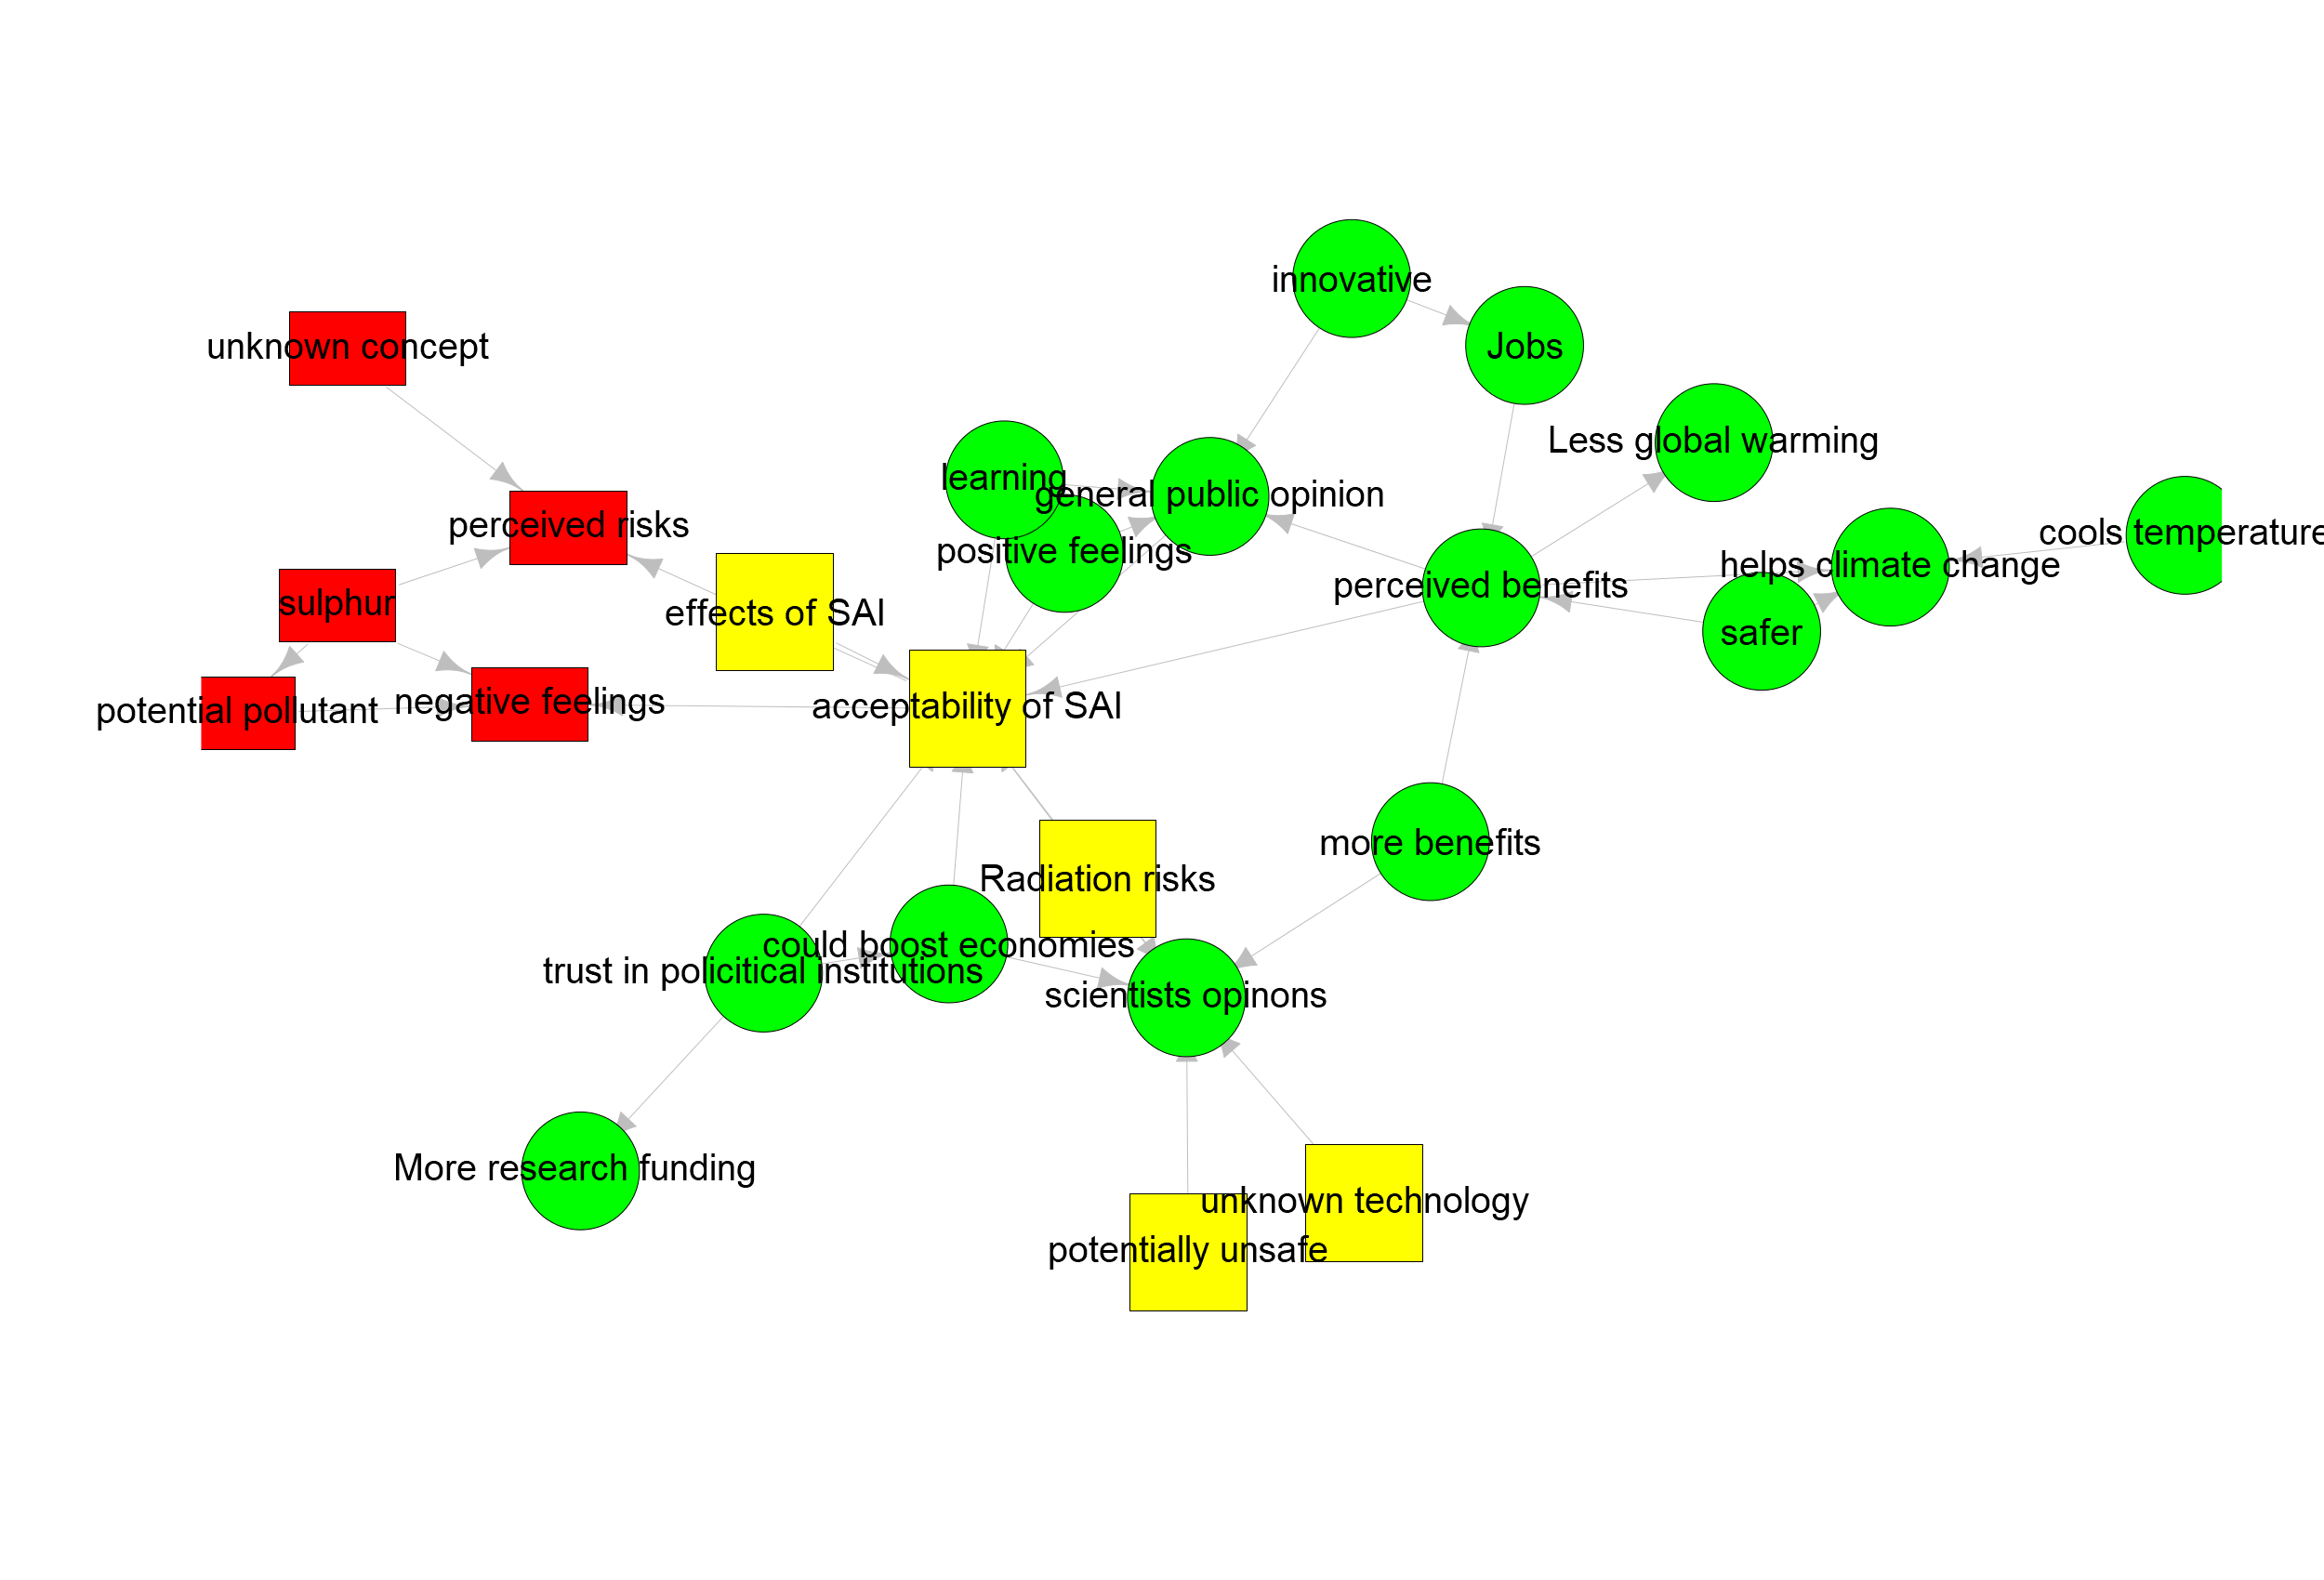 innovative
unknown concept
Jobs
Less global warming
learning
general public opinion
perceived risks
cools temperature
positive feelings
helps climate change
perceived benefits
sulphur
effects of SAI
safer
potential pollutant
negative feelings
acceptability of SAI
more benefits
Radiation risks
could boost economies
trust in policitical institutions
scientists opinons
More research funding
unknown technology
potentially unsafe